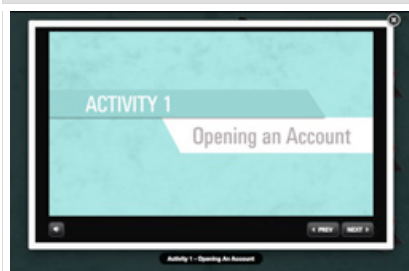 ACTIVITY 1
Opening an Account
PREV
NEXT
Activity 1 - Opening An Account